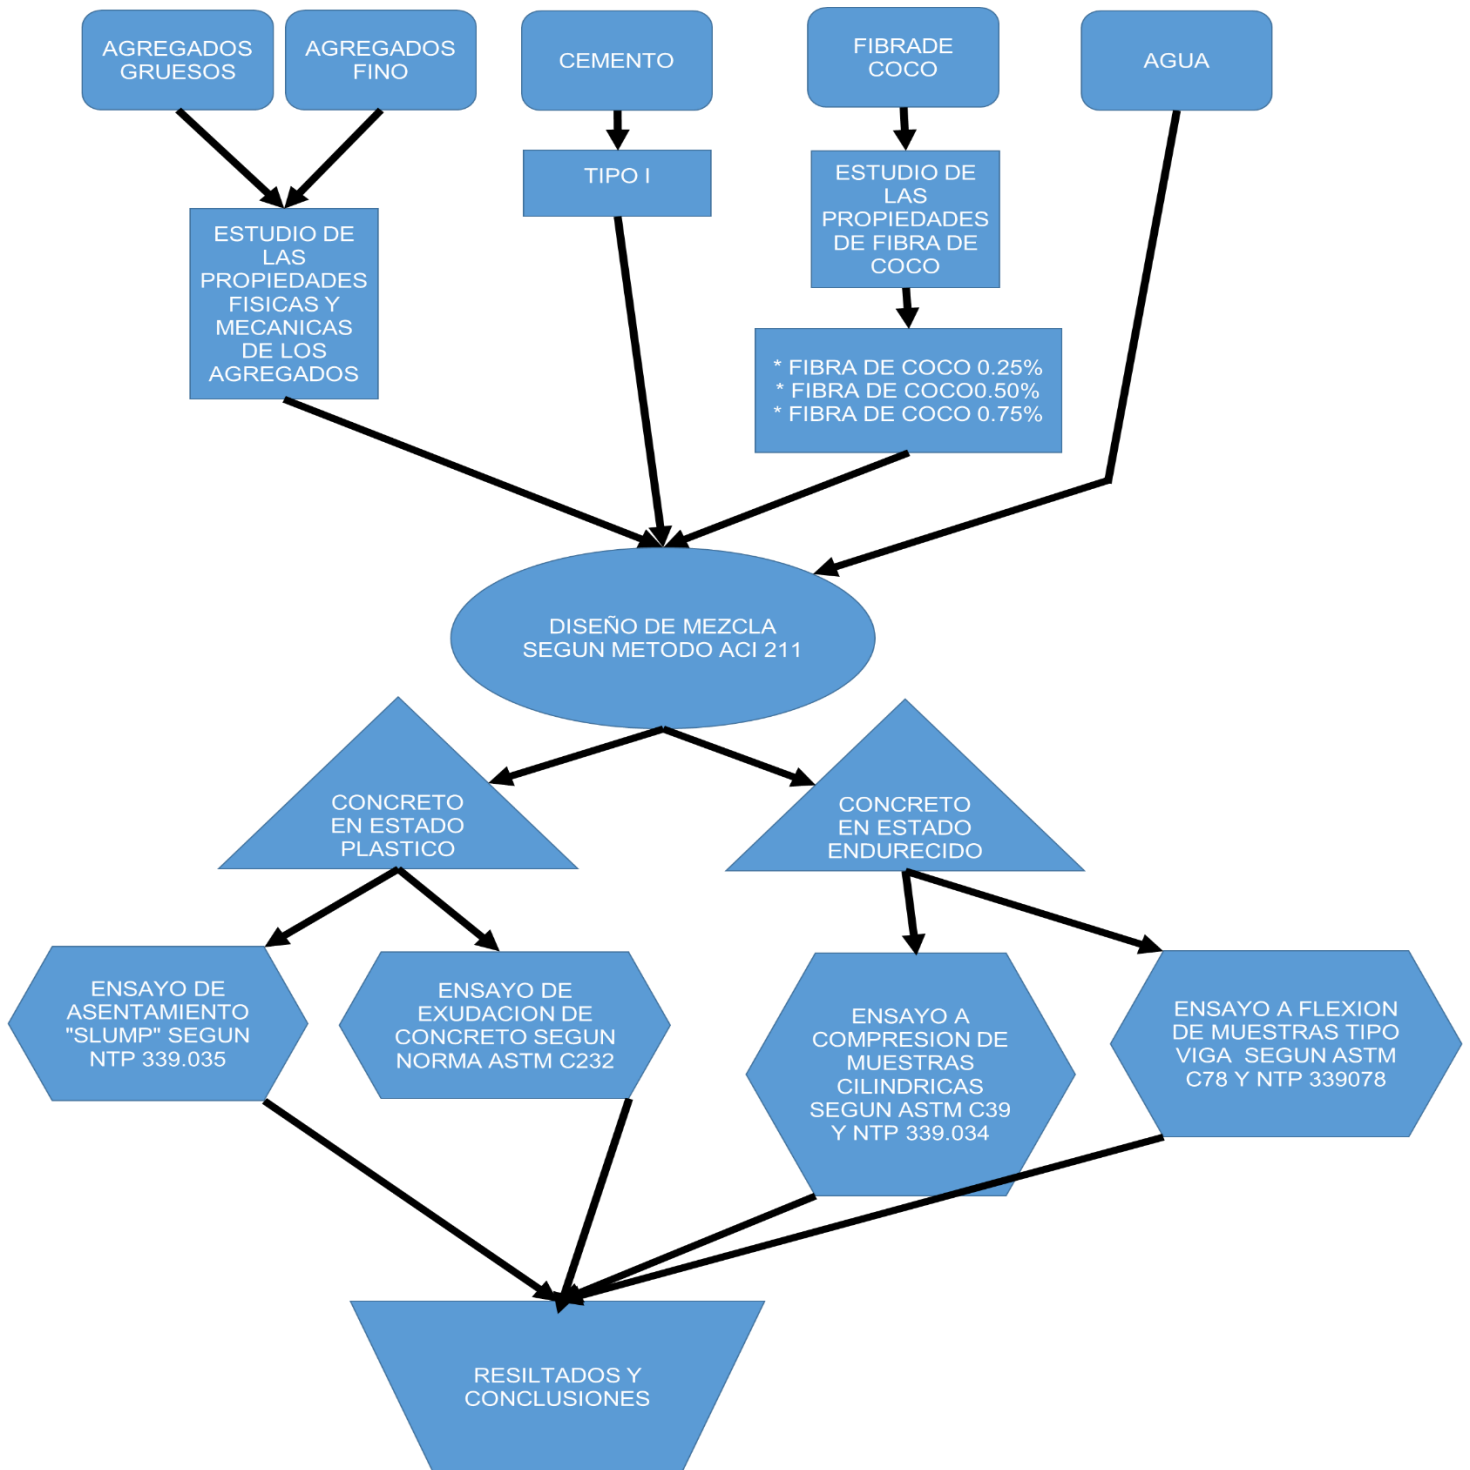 AGREGADOS
GRUESOS
AGREGADOS
FINO
CEMENTO
FIBRADE
COCO
AGUA
TIPO I
ESTUDIO DE
LAS
PROPIEDADES
DE FIBRA DE
COCO
ESTUDIO DE
LAS
PROPIEDADES
FISICAS Y
MECANICAS
DE LOS
AGREGADOS
* FIBRA DE COCO 0.25%
* FIBRA DE COCO0.50%
* FIBRA DE COCO 0.75%
DISEÑO DE MEZCLA
SEGUN METODO ACI 211
CONCRETO
EN ESTADO
PLASTICO
CONCRETO
EN ESTADO
ENDURECIDO
ENSAYO DE
ASENTAMIENTO
"SLUMP" SEGUN
NTP 339.035
ENSAYO DE
EXUDACION DE
CONCRETO SEGUN
NORMA ASTM C232
ENSAYO A
COMPRESION DE
MUESTRAS
CILINDRICAS
SEGUN ASTM C39
Y NTP 339.034
ENSAYO A FLEXION
DE MUESTRAS TIPO
VIGA  SEGUN ASTM
C78 Y NTP 339078
RESILTADOS Y
CONCLUSIONES